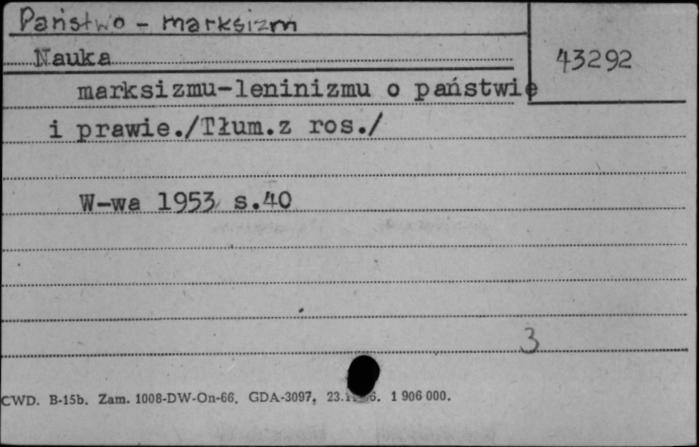 Państwo - marksizm
43292
Nauka
marksizmu-leninizmu o państwie
i prawie./Tłum.z ros./
W-wa 1953 s.40
3
CWD. B-15b. Zam. 1008-DW-On-66. GDA-3097, 1 906 000.